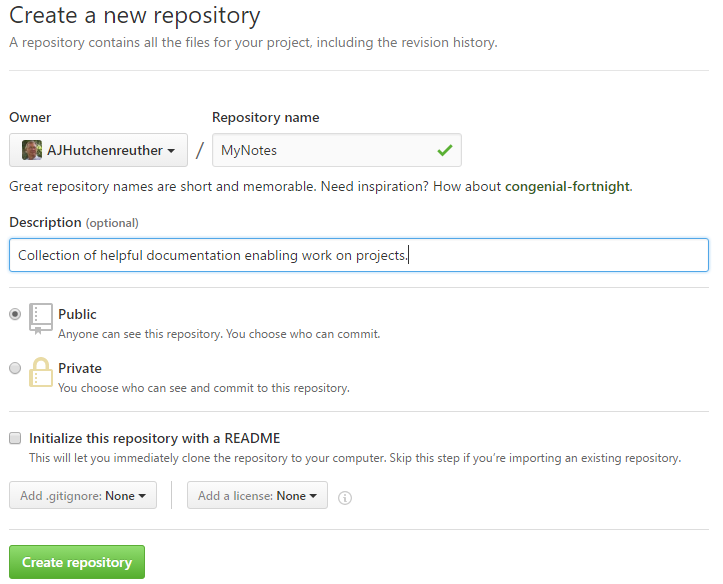 Create a new repository
A repository contains all the files for your project, including the revision history.
Owner Repository name
AJHutchenreuther / MyNotes
Great repository names are short and memorable. Need inspiration? How about congenial-fortnight.
Description (optional)
Collection of helpful documentation enabling work on projects.
Public
Anyone can see this repository. You choose who can commit.
Private
You choose who can see and commit to this repository.
Initialize this repository with a README
This will let you immediately clone the repository to your computer. Skip this step if you're importing an existing repository.
Add .gitignore: None Add a license: None
Create repository